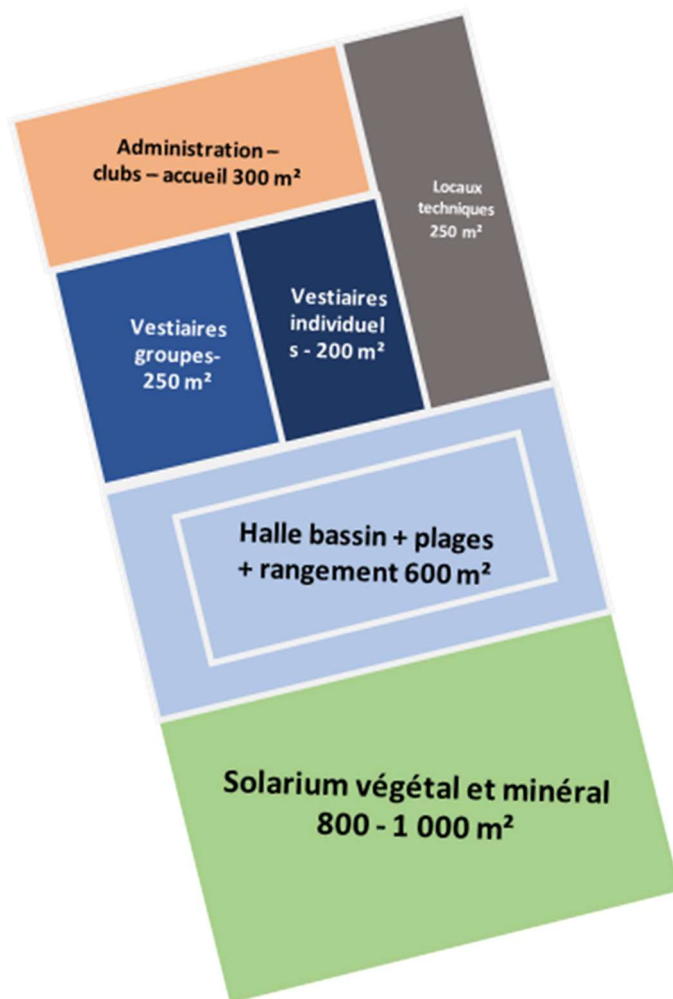 Administration –
clubs – accueil 300 m²
Locaux
techniques
250 m²
Vestiaires
groupes-
250 m²
Vestiaires
individuel
s - 200 m²
Halle bassin + plages
+ rangement 600 m²
Solarium végétal et minéral
800 - 1 000 m²